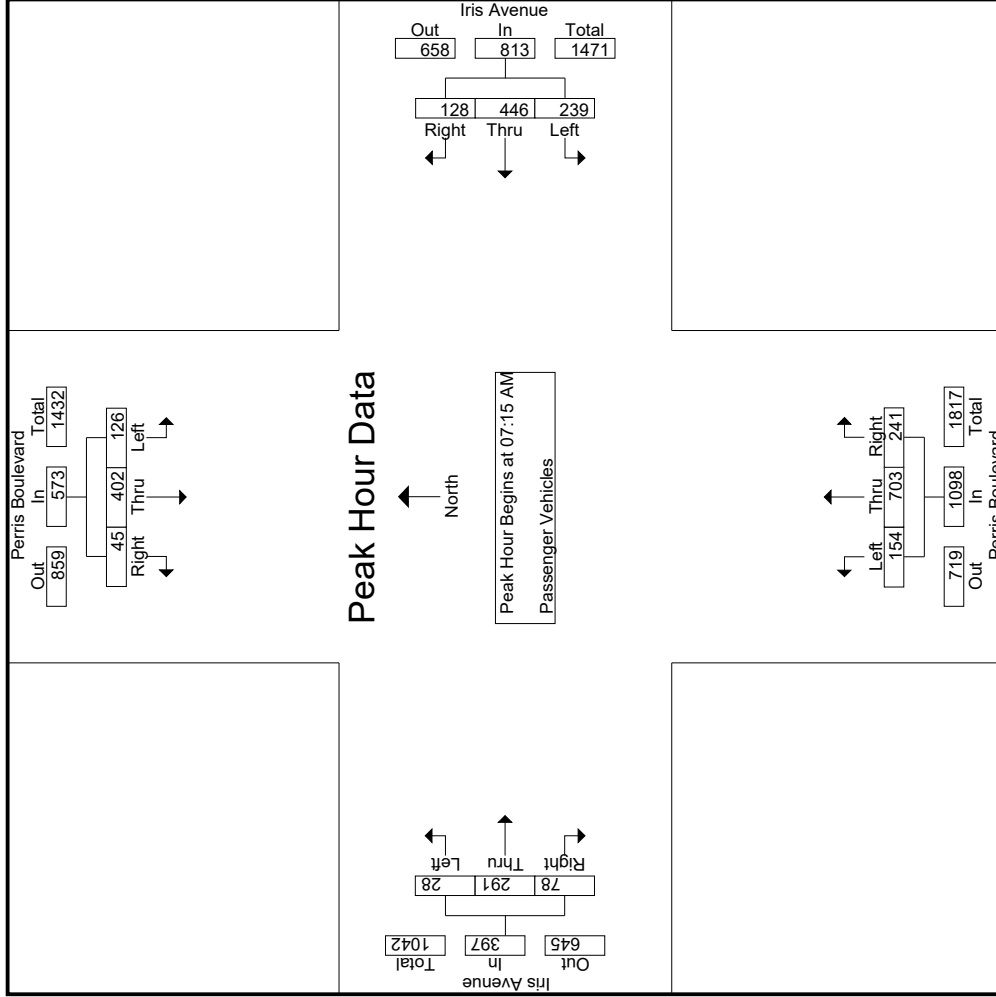 Iris Avenue
Out In Total
658 813 1471
128 446 239
Right Thru Left
Perris Boulevard
Out In Total
859 573 1432
45 402 126
Right Thru Left
Peak Hour Data
North
Peak Hour Begins at 07:15 AM
Passenger Vehicles
Left Thru Right
154 703 241
719 1098 1817
Out In Total
Perris Boulevard
Left Thru Right
28 291 78
1042 397 645
Total In Out
Iris Avenue